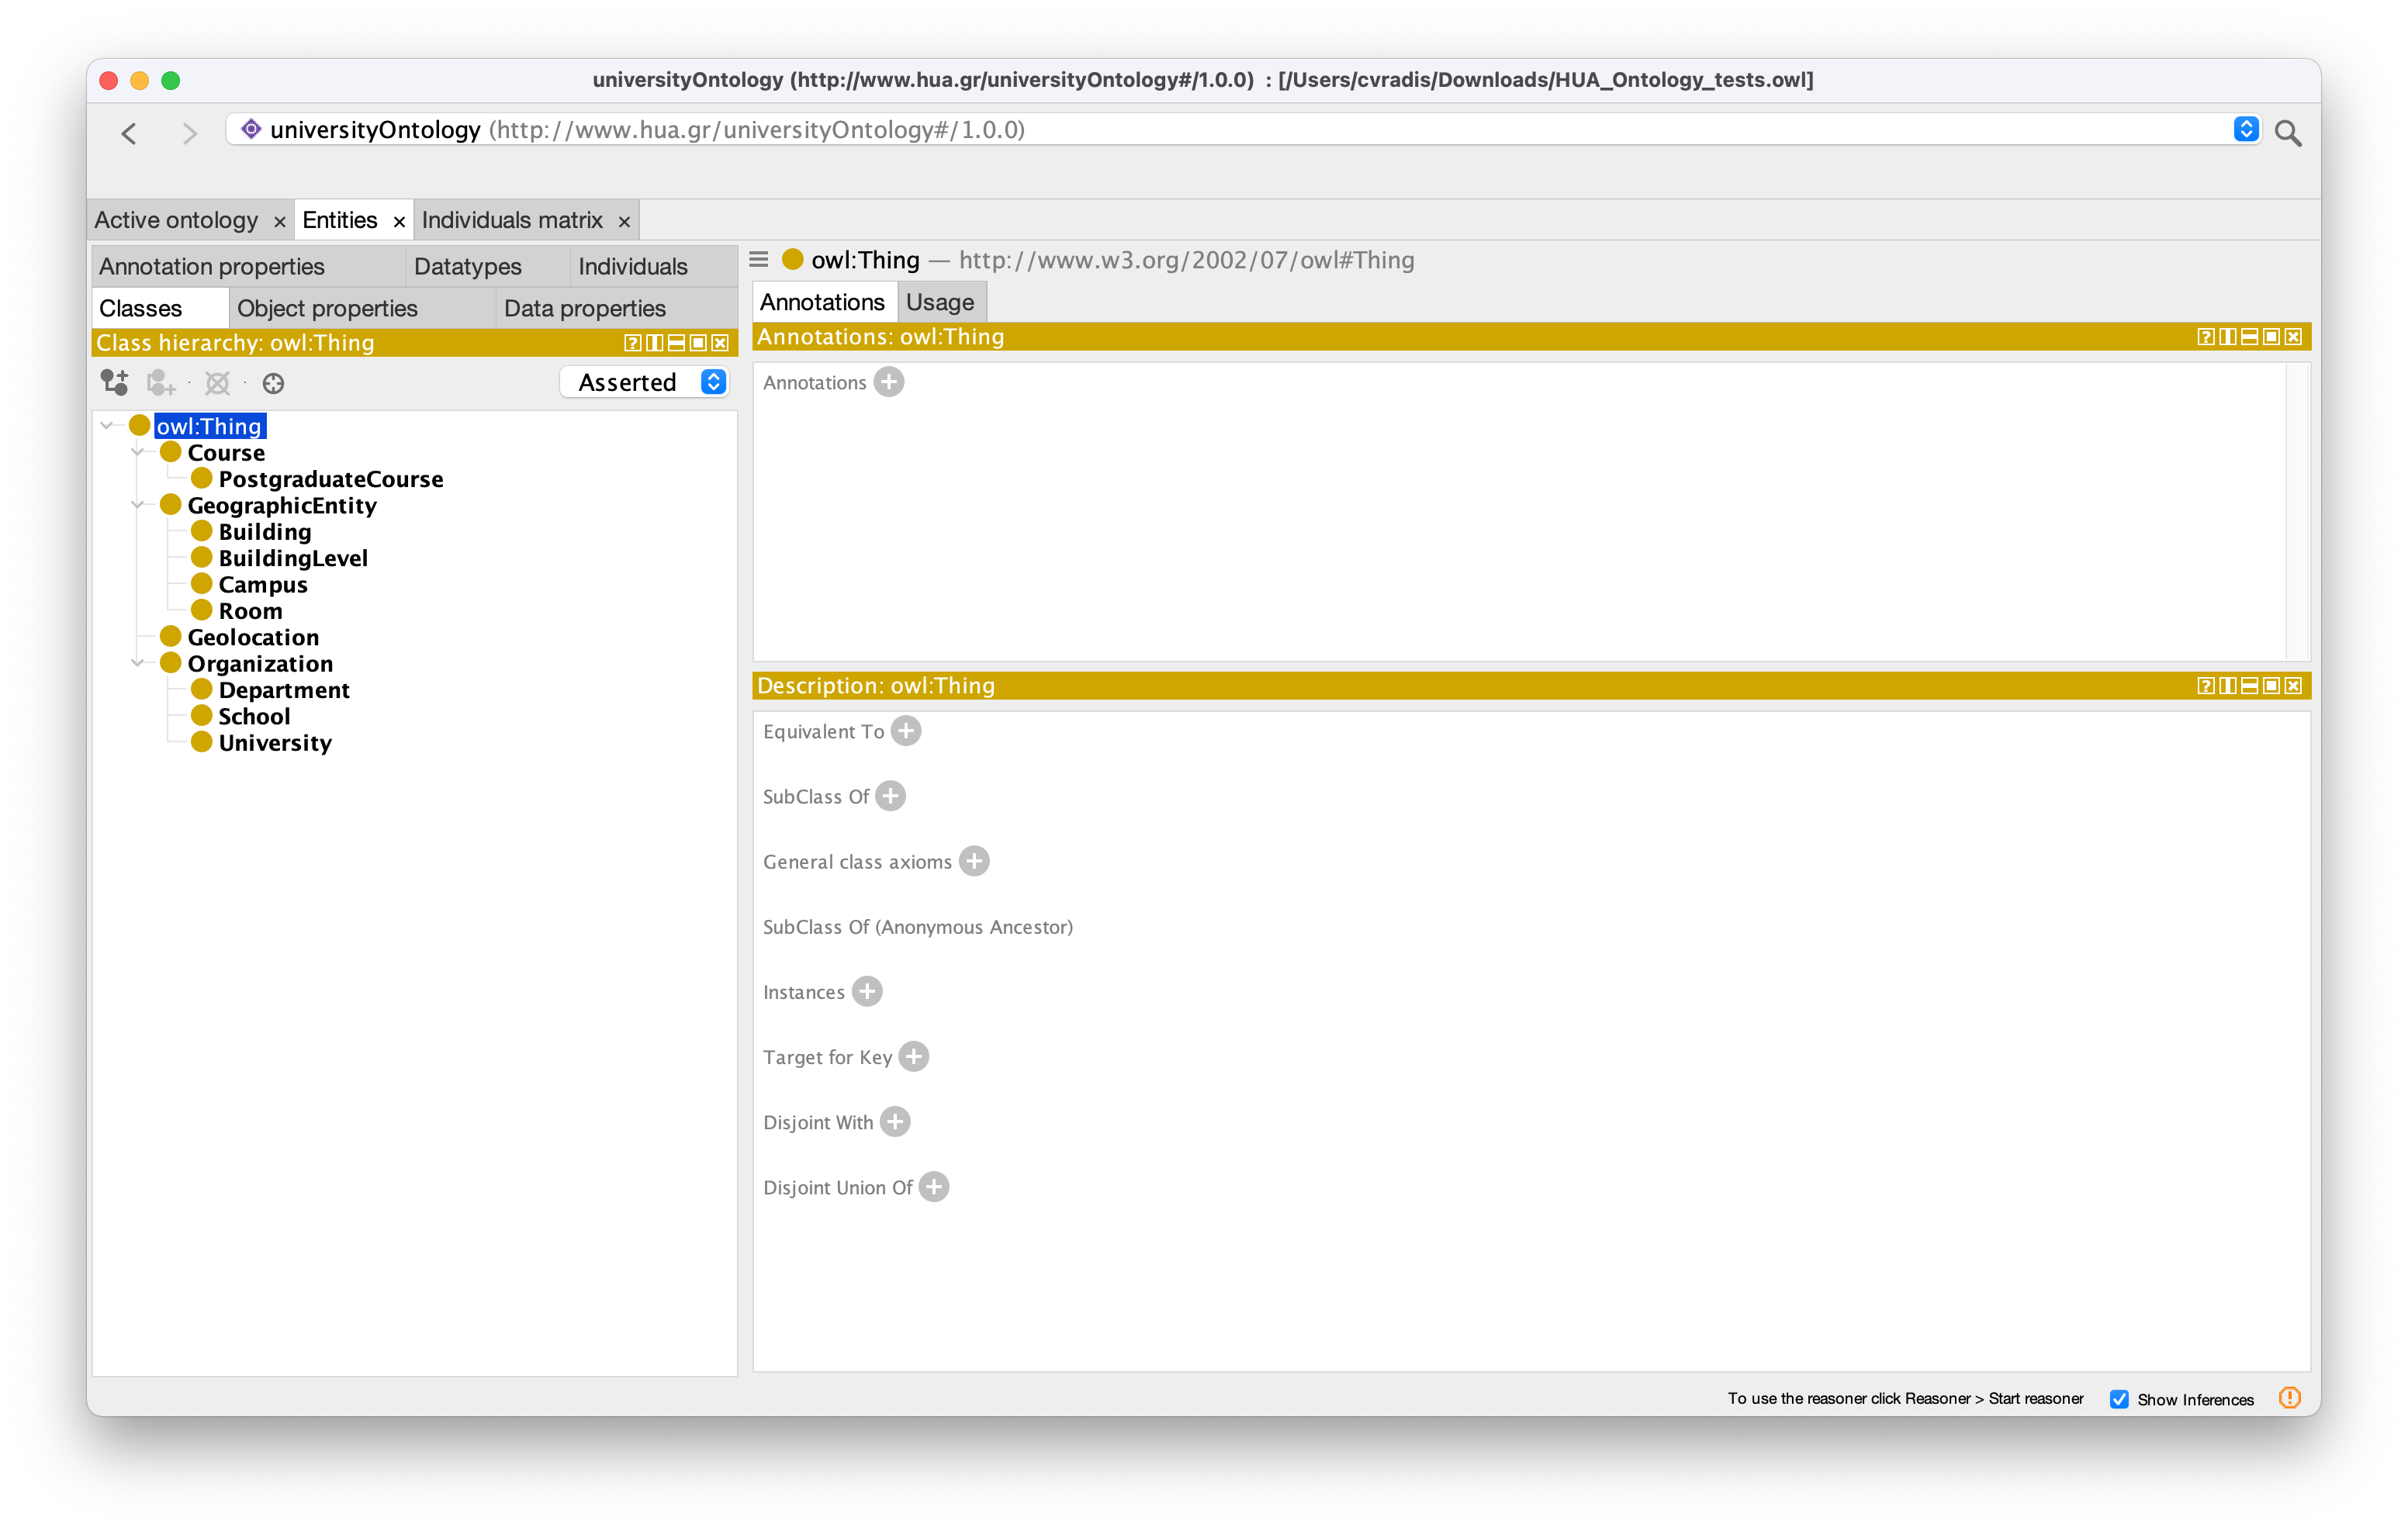 universityOntology (http://www.hua.gr/universityOntology#/1.0.0) : [/Users/cvradis/Downloads/HUA_Ontology_tests.owl]
universityOntology (http://www.hua.gr/universityOntology#/1.0.0)
Active ontology × Entities × Individuals matrix ×
Annotation properties Datatypes Individuals
Classes Object properties Data properties
Class hierarchy: owl:Thing
Asserted
owl:Thing
Course
PostgraduateCourse
GeographicEntity
Building
BuildingLevel
Campus
Room
Geolocation
Organization
Department
School
University
owl:Thing — http://www.w3.org/2002/07/owl#Thing
Annotations Usage
Annotations: owl:Thing
Annotations
Description: owl:Thing
Equivalent To
SubClass Of
General class axioms
SubClass Of (Anonymous Ancestor)
Instances
Target for Key
Disjoint With
Disjoint Union Of
To use the reasoner click Reasoner > Start reasoner Show Inferences